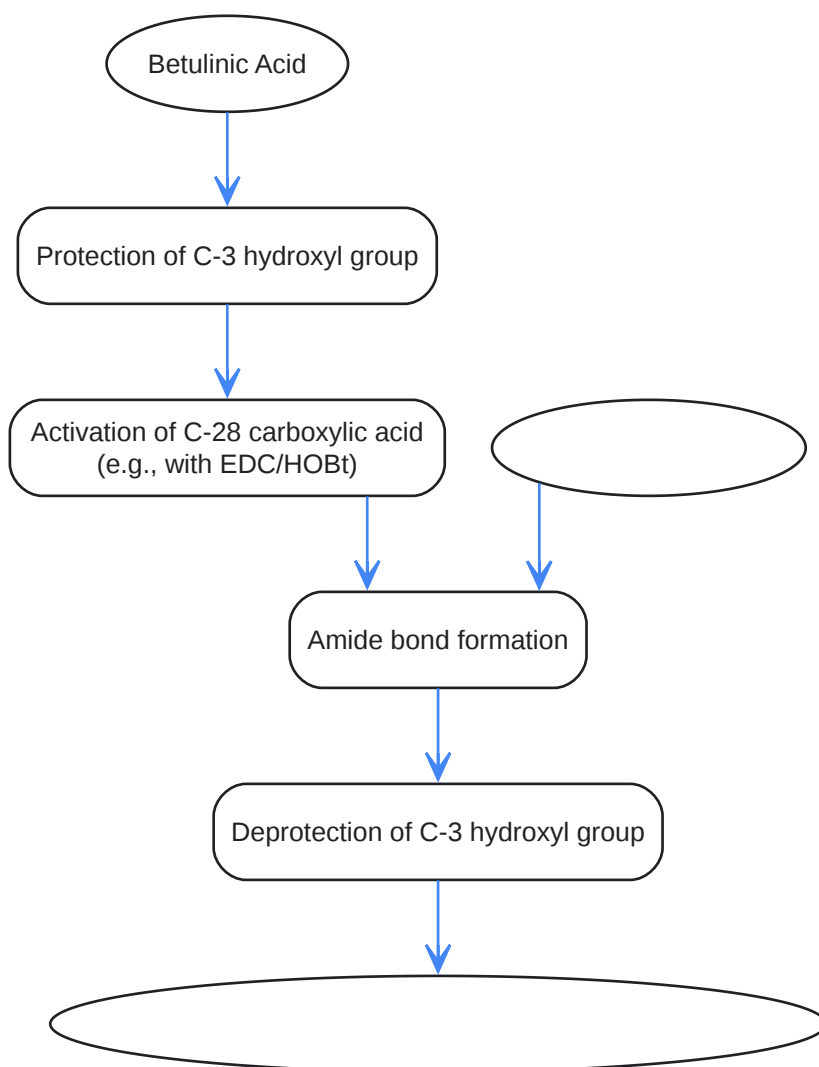 Betulinic Acid
Protection of C-3 hydroxyl group
Activation of C-28 carboxylic acid
(e.g., with EDC/HOBt)
Amide bond formation
Deprotection of C-3 hydroxyl group